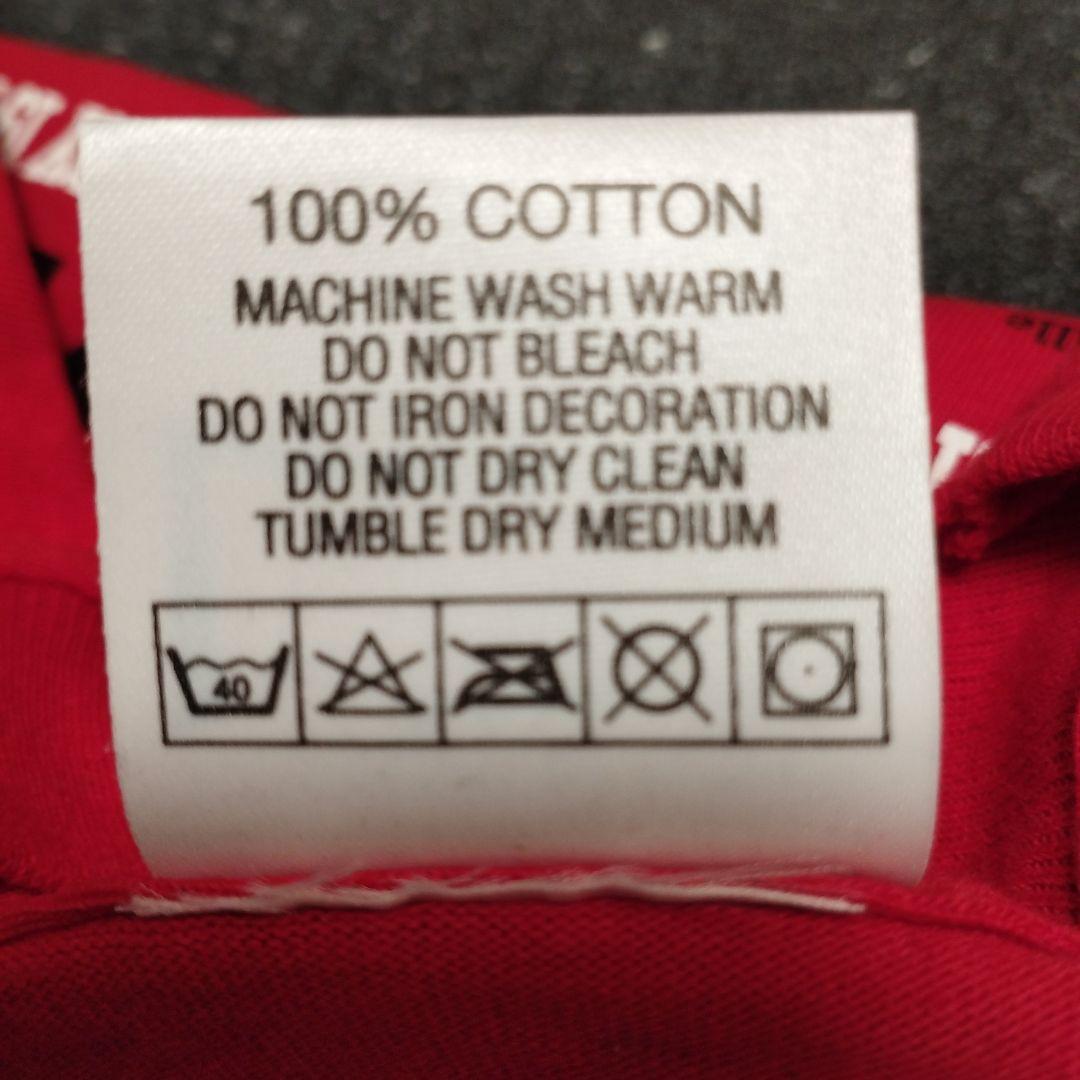 100% COTTON
MACHINE WASH WARM
DO NOT BLEACH
DO NOT IRON DECORATION
DO NOT DRY CLEAN
TUMBLE DRY MEDIUM
40